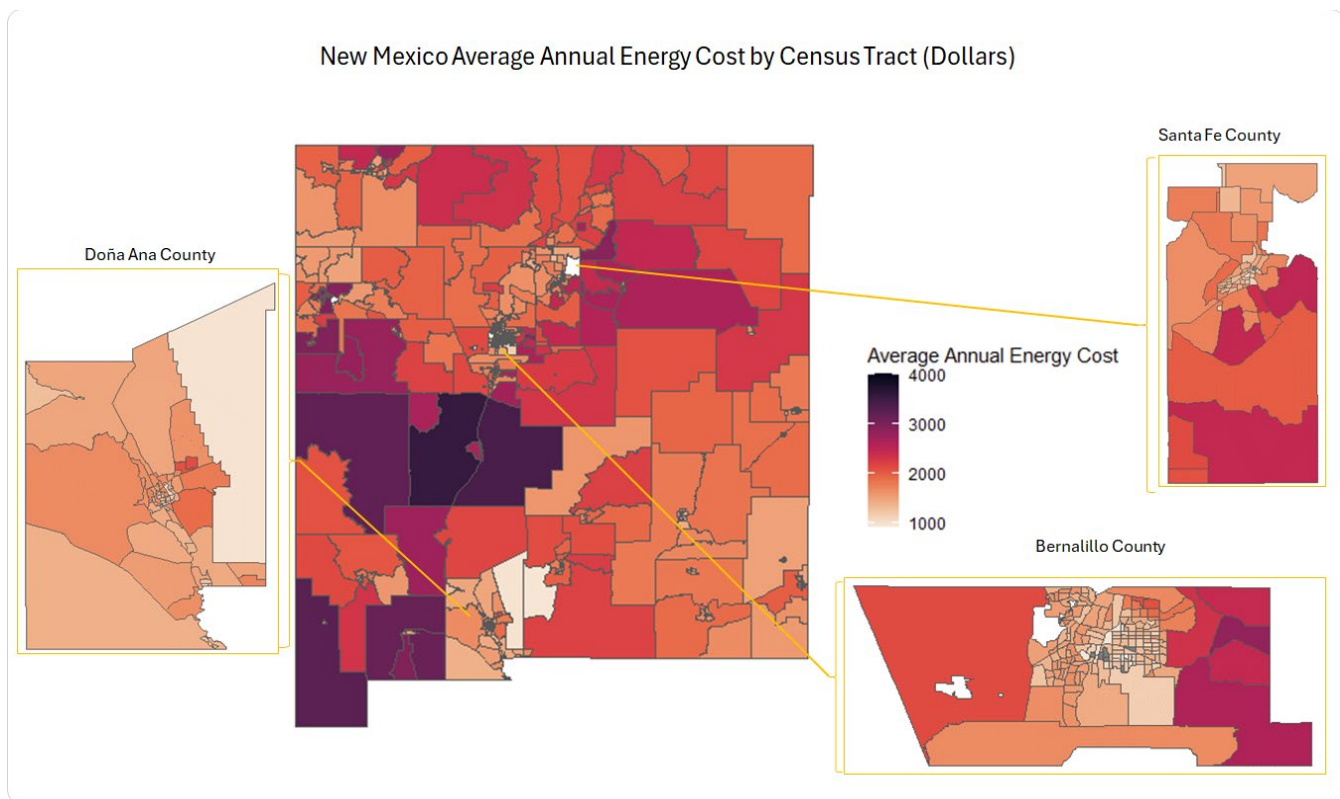 New Mexico Average Annual Energy Cost by Census Tract (Dollars)
Santa Fe County
Doña Ana County
Average Annual Energy Cost
4000
3000
2000
1000
Bernalillo County